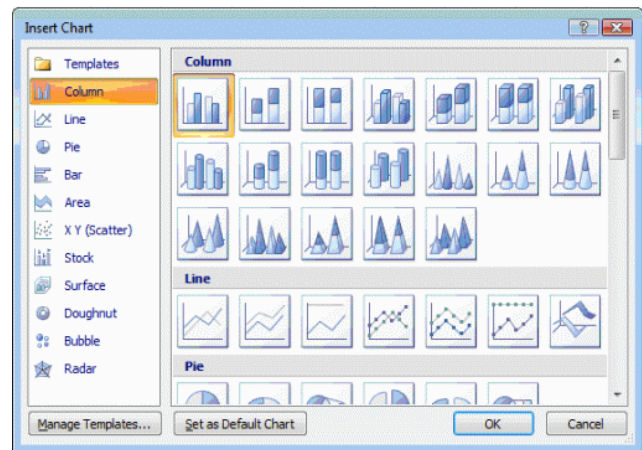 Insert Chart
Templates
Column
Line
Pie
Bar
Area
X Y (Scatter)
Stock
Surface
Doughnut
Bubble
Radar
Column
Line
Pie
Manage Templates...
Set as Default Chart
OK
Cancel